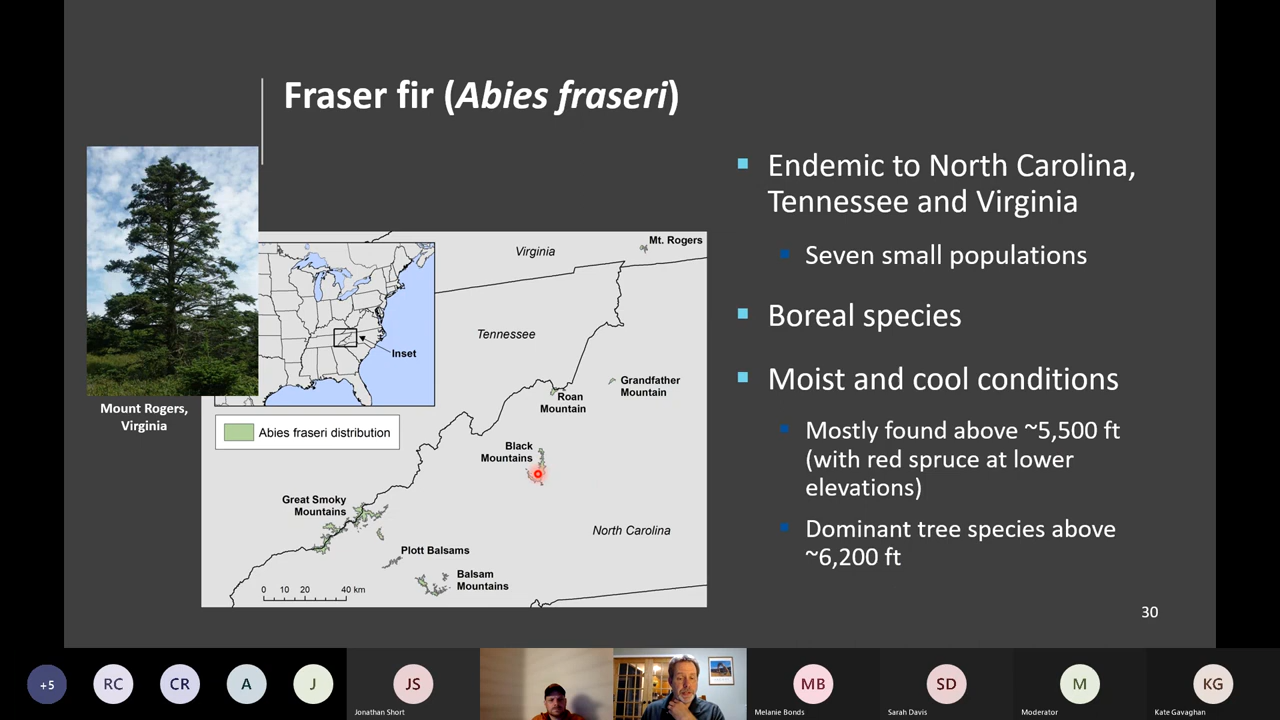 Fraser fir (Abies fraseri)
Endemic to North Carolina,
Tennessee and Virginia
Seven small populations
Boreal species
Moist and cool conditions
Mostly found above ~5,500 ft
(with red spruce at lower
elevations)
Dominant tree species above
~6,200 ft
Mount Rogers,
Virginia
Inset
Abies fraseri distribution
Virginia
Mt. Rogers
Tennessee
Grandfather
Mountain
Roan
Mountain
Black
Mountains
Great Smoky
Mountains
North Carolina
Plott Balsams
Balsam
Mountains
0 10 20 40 km
30
+5
RC
CR
A
J
JS
Jonathan Short
MB
Melanie Bonds
SD
Sarah Davis
M
Moderator
KG
Kate Gavaghan